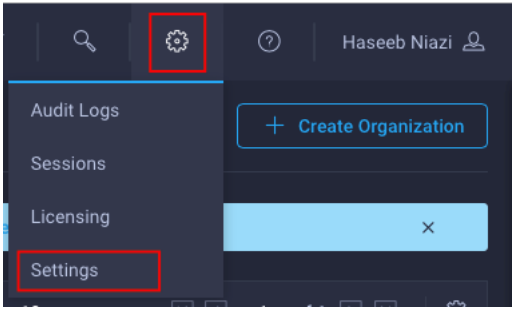 Haseeb Niazi
Audit Logs
+ Create Organization
Sessions
Licensing
Settings